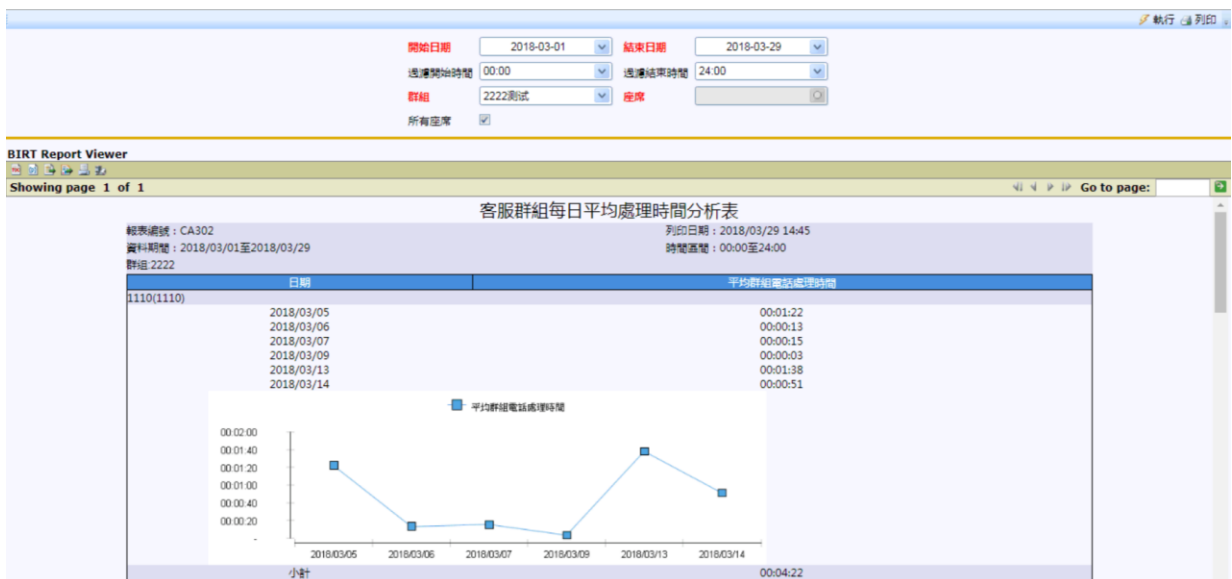 執行 列印
開始日期 2018-03-01 結束日期 2018-03-29
過濾開始時間 00:00 過濾結束時間 24:00
群組 2222测试 座席
所有座席
BIRT Report Viewer
Showing page 1 of 1 Go to page:
客服群組每日平均處理時間分析表
報表編號：CA302 列印日期：2018/03/29 14:45
資料期間：2018/03/01至2018/03/29 時間區間：00:00至24:00
群组:2222
日期 平均群組電話處理時間
1110(1110)
2018/03/05 00:01:22
2018/03/06 00:00:13
2018/03/07 00:00:15
2018/03/09 00:00:03
2018/03/13 00:01:38
2018/03/14 00:00:51
平均群組電話處理時間
00:02:00
00:01:40
00:01:20
00:01:00
00:00:40
00:00:20
-
2018/03/05 2018/03/06 2018/03/07 2018/03/09 2018/03/13 2018/03/14
小計 00:04:22